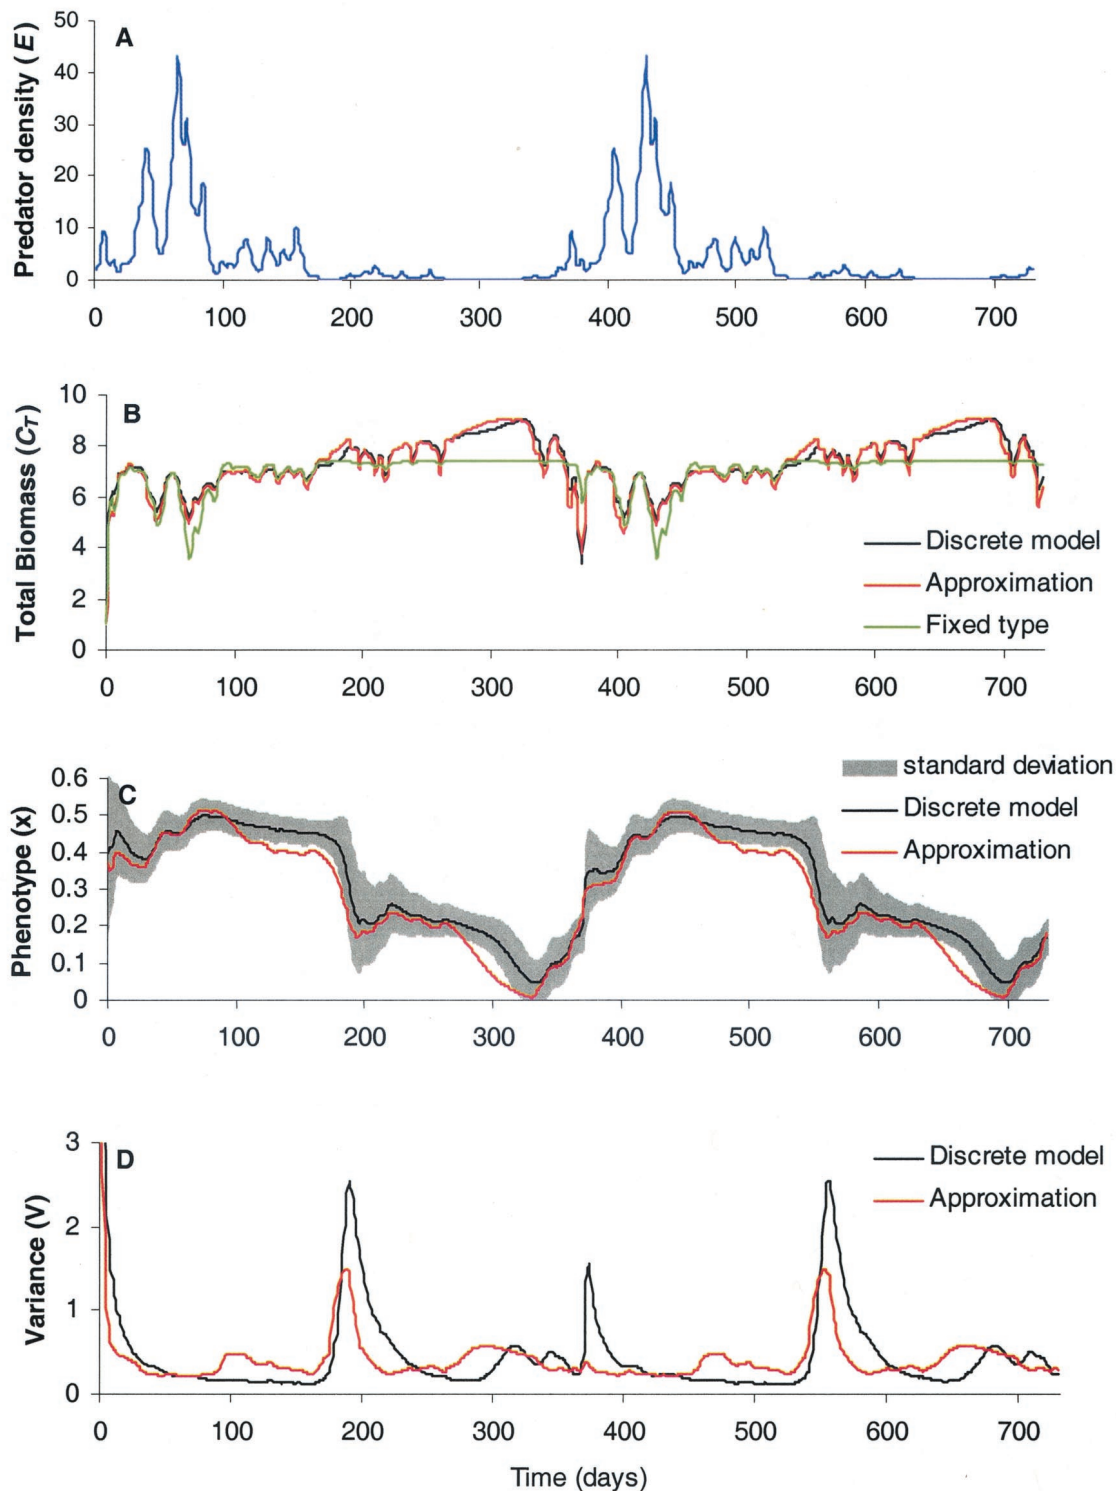 A
Predator density (E)
50
40
30
20
10
0
0 100 200 300 400 500 600 700
B
Total Biomass (C_T)
10
8
6
4
2
0
Discrete model
Approximation
Fixed type
0 100 200 300 400 500 600 700
C
Phenotype (x)
0.6
0.5
0.4
0.3
0.2
0.1
0
standard deviation
Discrete model
Approximation
0 100 200 300 400 500 600 700
D
Variance (V)
3
2
1
0
Discrete model
Approximation
0 100 200 300 400 500 600 700
Time (days)